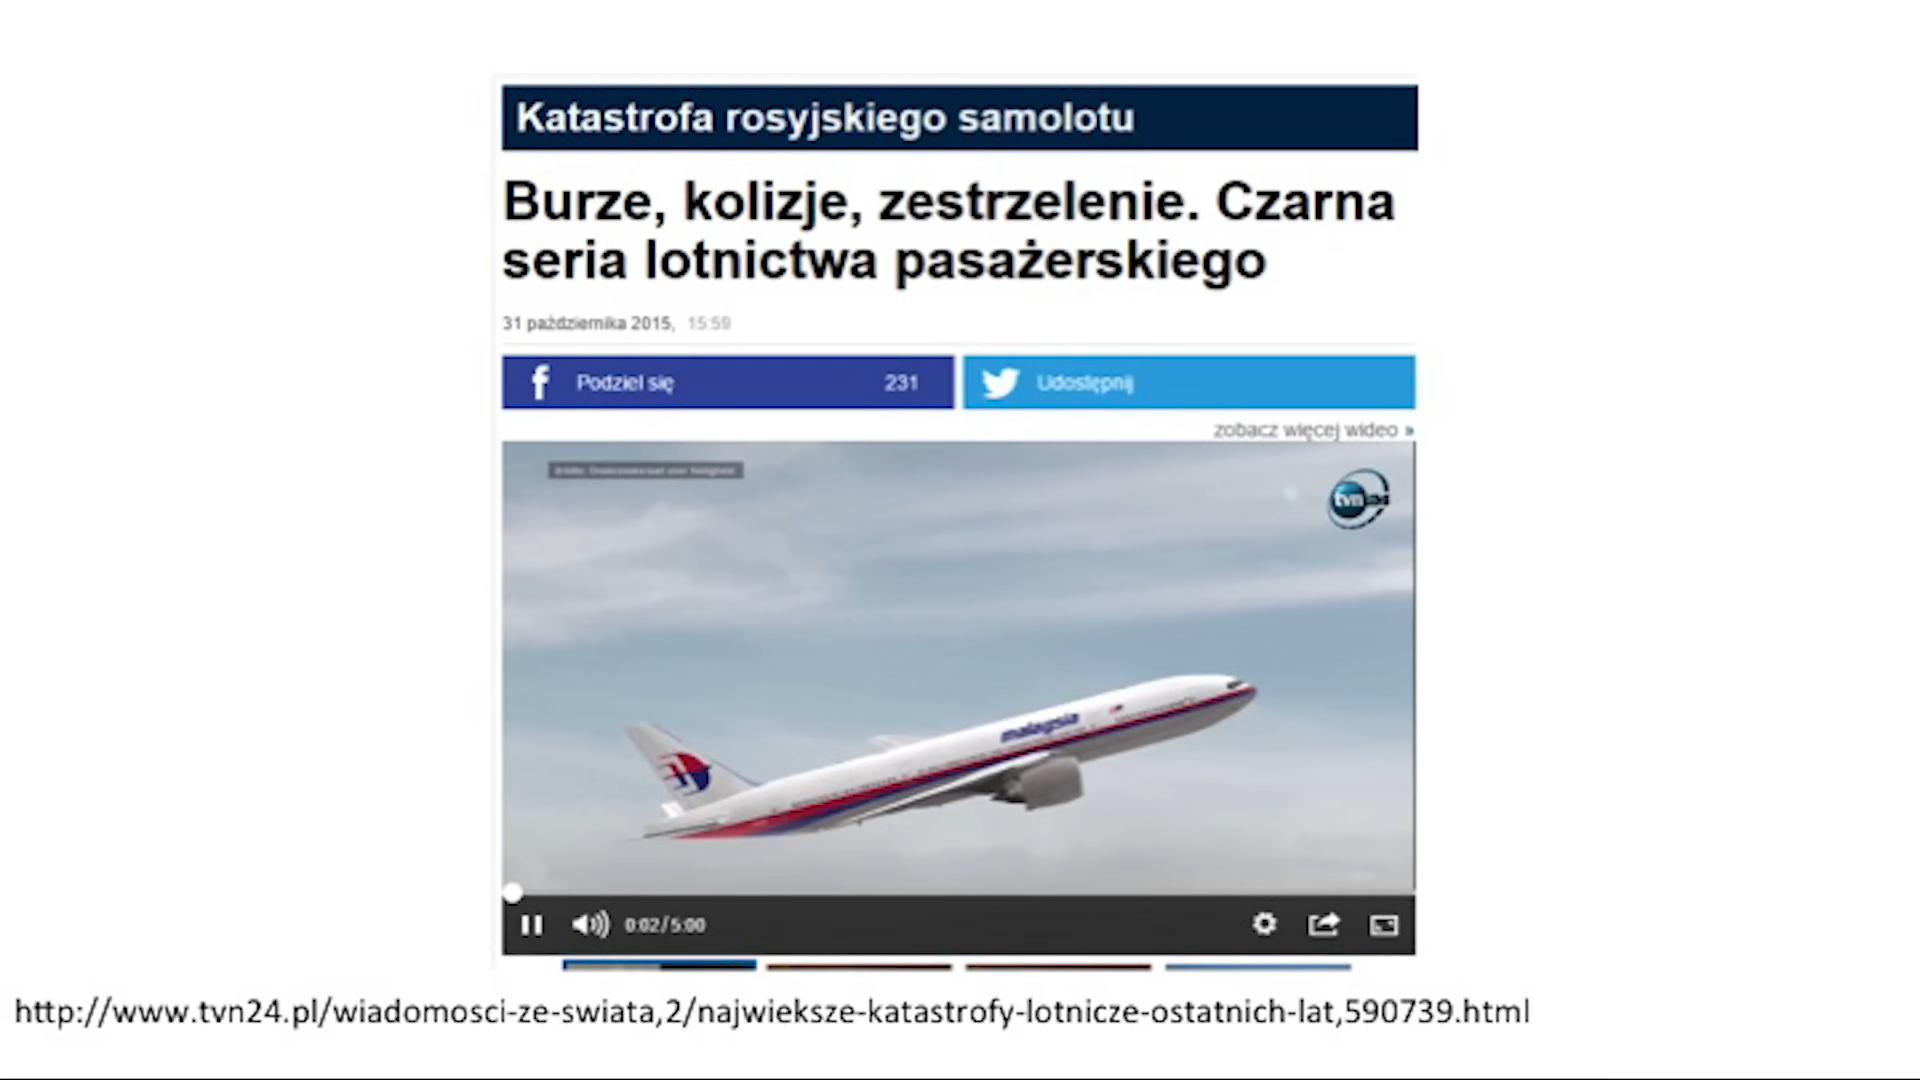 Katastrofa rosyjskiego samolotu
Burze, kolizje, zestrzelenie. Czarna
seria lotnictwa pasażerskiego
31 października 2015, 15:59
f Podziel się 231
Udostępnij
zobacz więcej wideo »
tvn24
malaysia
0:02/5:00
http://www.tvn24.pl/wiadomosci-ze-swiata,2/najwieksze-katastrofy-lotnicze-ostatnich-lat,590739.html